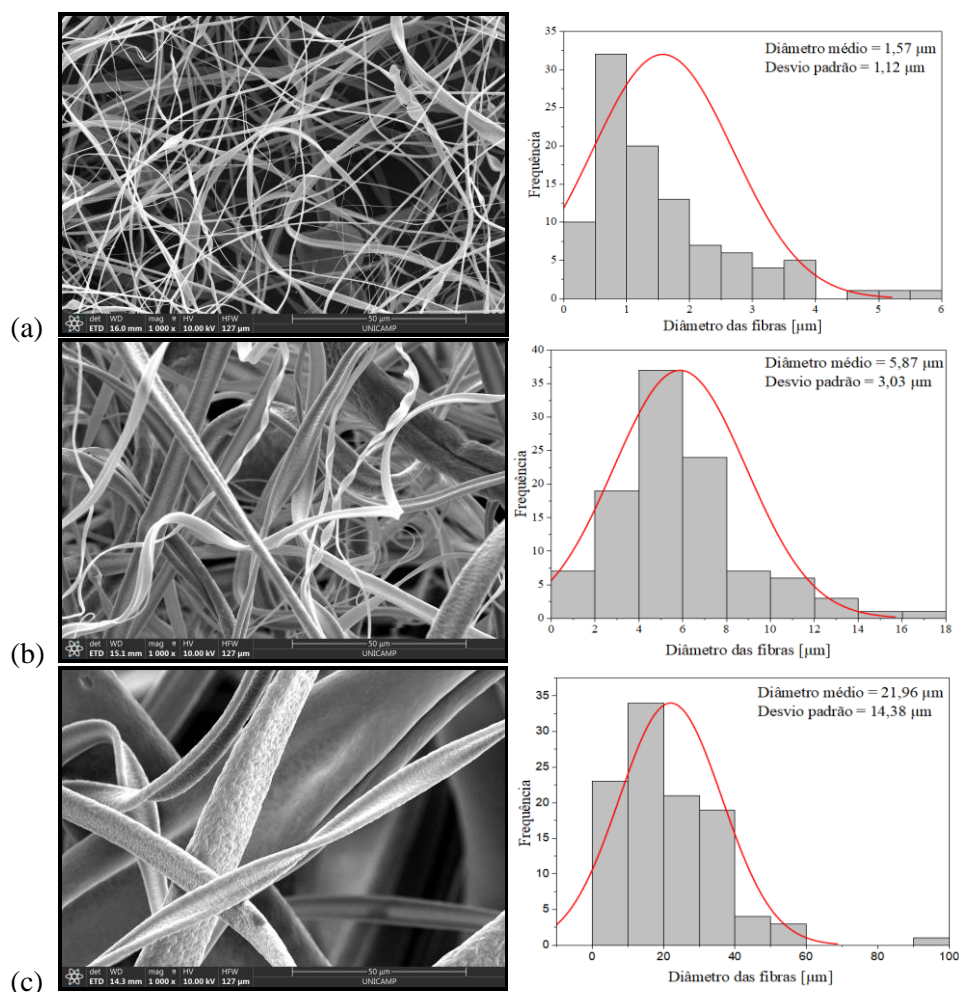 Diâmetro médio = 1,57 µm
Desvio padrão = 1,12 µm
35
30
25
20
15
10
5
0
Frequência
0 1 2 3 4 5 6
Diâmetro das fibras [µm]
(a)
det WD mag HV HFW 50 µm
ETD 16.0 mm 1 000 x 10.00 kV 127 µm UNICAMP
Diâmetro médio = 5,87 µm
Desvio padrão = 3,03 µm
40
35
30
25
20
15
10
5
0
Frequência
0 2 4 6 8 10 12 14 16 18
Diâmetro das fibras [µm]
(b)
det WD mag HV HFW 50 µm
ETD 15.1 mm 1 000 x 10.00 kV 127 µm UNICAMP
Diâmetro médio = 21,96 µm
Desvio padrão = 14,38 µm
35
30
25
20
15
10
5
0
Frequência
0 20 40 60 80 100
Diâmetro das fibras [µm]
(c)
det WD mag HV HFW 50 µm
ETD 14.3 mm 1 000 x 10.00 kV 127 µm UNICAMP